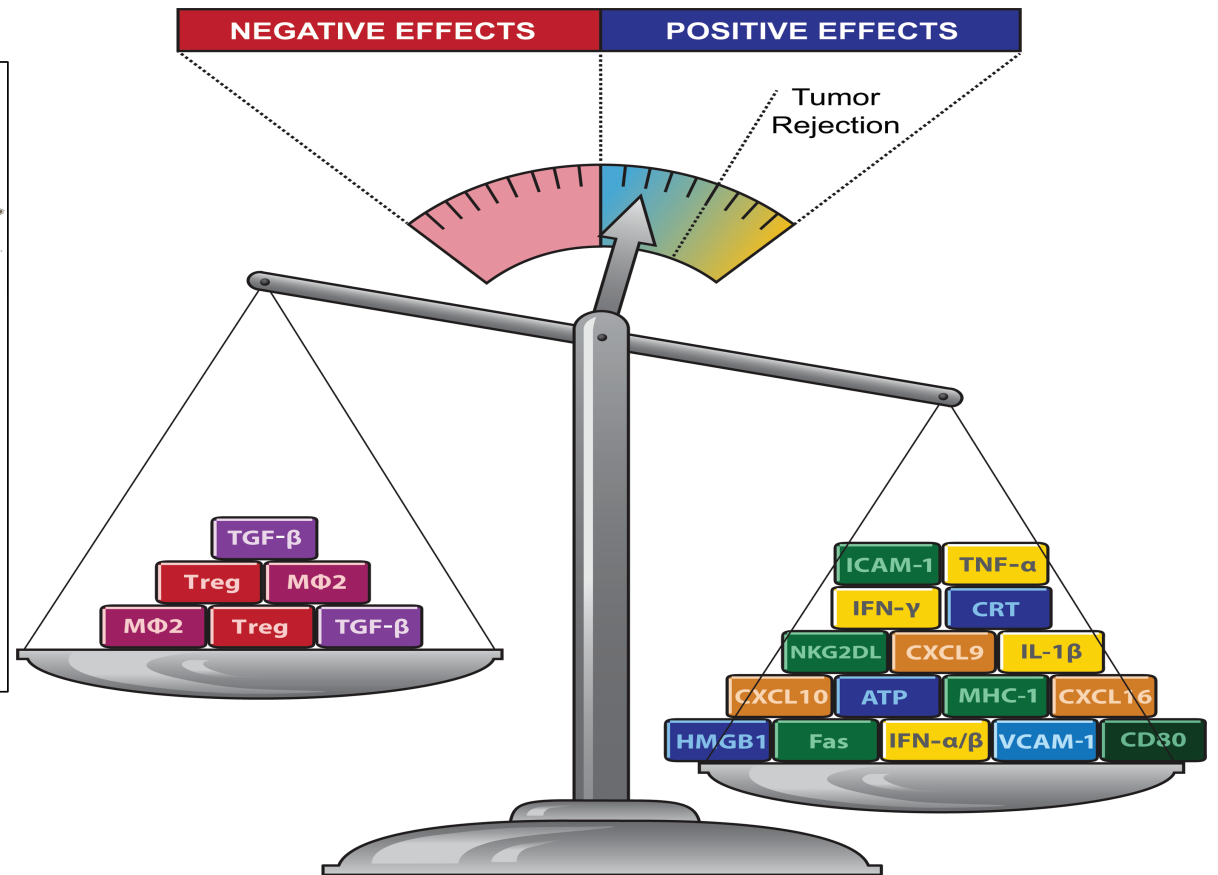 NEGATIVE EFFECTS
POSITIVE EFFECTS
Tumor
Rejection
TGF-β
Treg
MΦ2
MΦ2
Treg
TGF-β
ICAM-1
TNF-α
IFN-γ
CRT
NKG2DL
CXCL9
IL-1β
CXCL10
ATP
MHC-1
CXCL16
HMGB1
Fas
IFN-α/β
VCAM-1
CD80